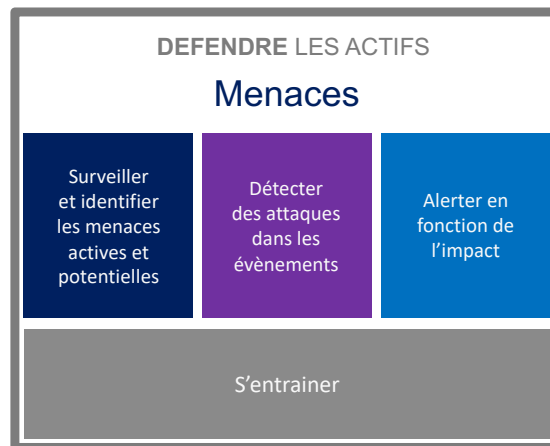 DEFENDRE LES ACTIFS
Menaces
Surveiller
et identifier
les menaces
actives et
potentielles
Détecter
des attaques
dans les
évènements
Alerter en
fonction de
l’impact
S’entrainer